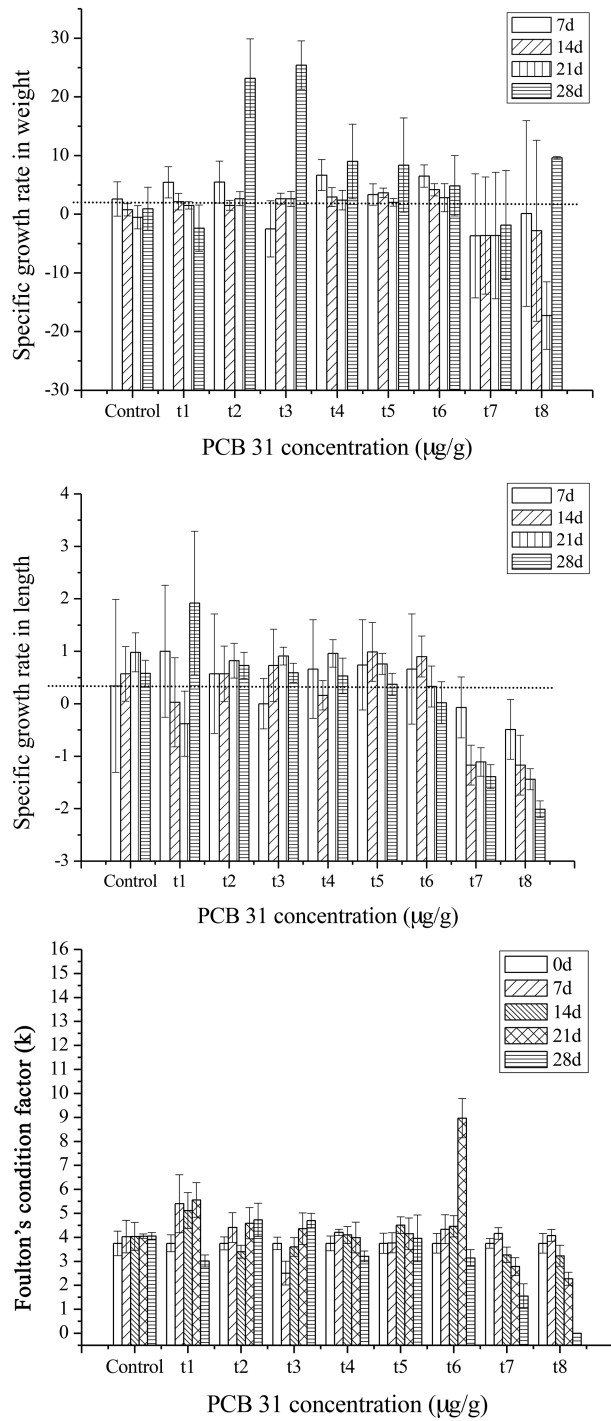 7d
14d
21d
28d
30
20
10
0
-10
-20
-30
Specific growth rate in weight
Control t1 t2 t3 t4 t5 t6 t7 t8
PCB 31 concentration (μg/g)
7d
14d
21d
28d
4
3
2
1
0
-1
-2
-3
Specific growth rate in length
Control t1 t2 t3 t4 t5 t6 t7 t8
PCB 31 concentration (μg/g)
0d
7d
14d
21d
28d
16
15
14
13
12
11
10
9
8
7
6
5
4
3
2
1
0
Foulton's condition factor (k)
Control t1 t2 t3 t4 t5 t6 t7 t8
PCB 31 concentration (μg/g)